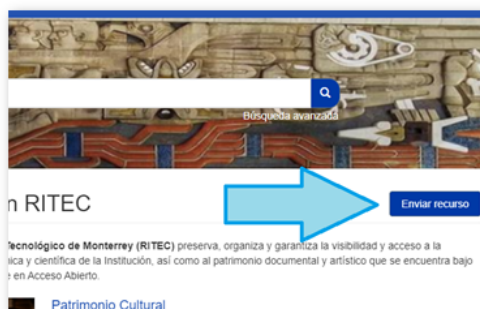 Búsqueda avanzada
n RITEC
Enviar recurso
Tecnológico de Monterrey (RITEC) preserva, organiza y garantiza la visibilidad y acceso a la
ica y científica de la Institución, así como al patrimonio documental y artístico que se encuentra bajo
e en Acceso Abierto.
Patrimonio Cultural